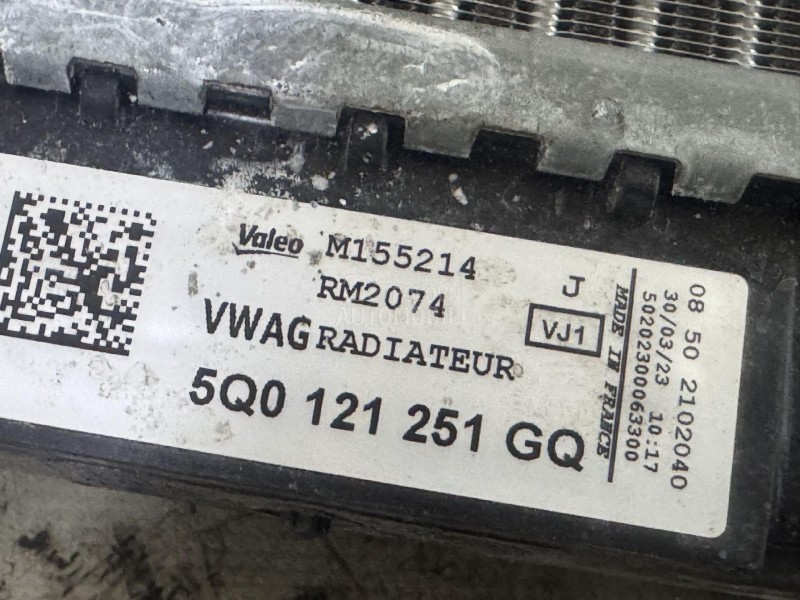 Valeo M155214
RM2074
VWAG RADIATEUR
5Q0 121 251 GQ
J
VJ1
MADE IN FRANCE
50202300063300
30/03/23 10:17
08 50 2102040